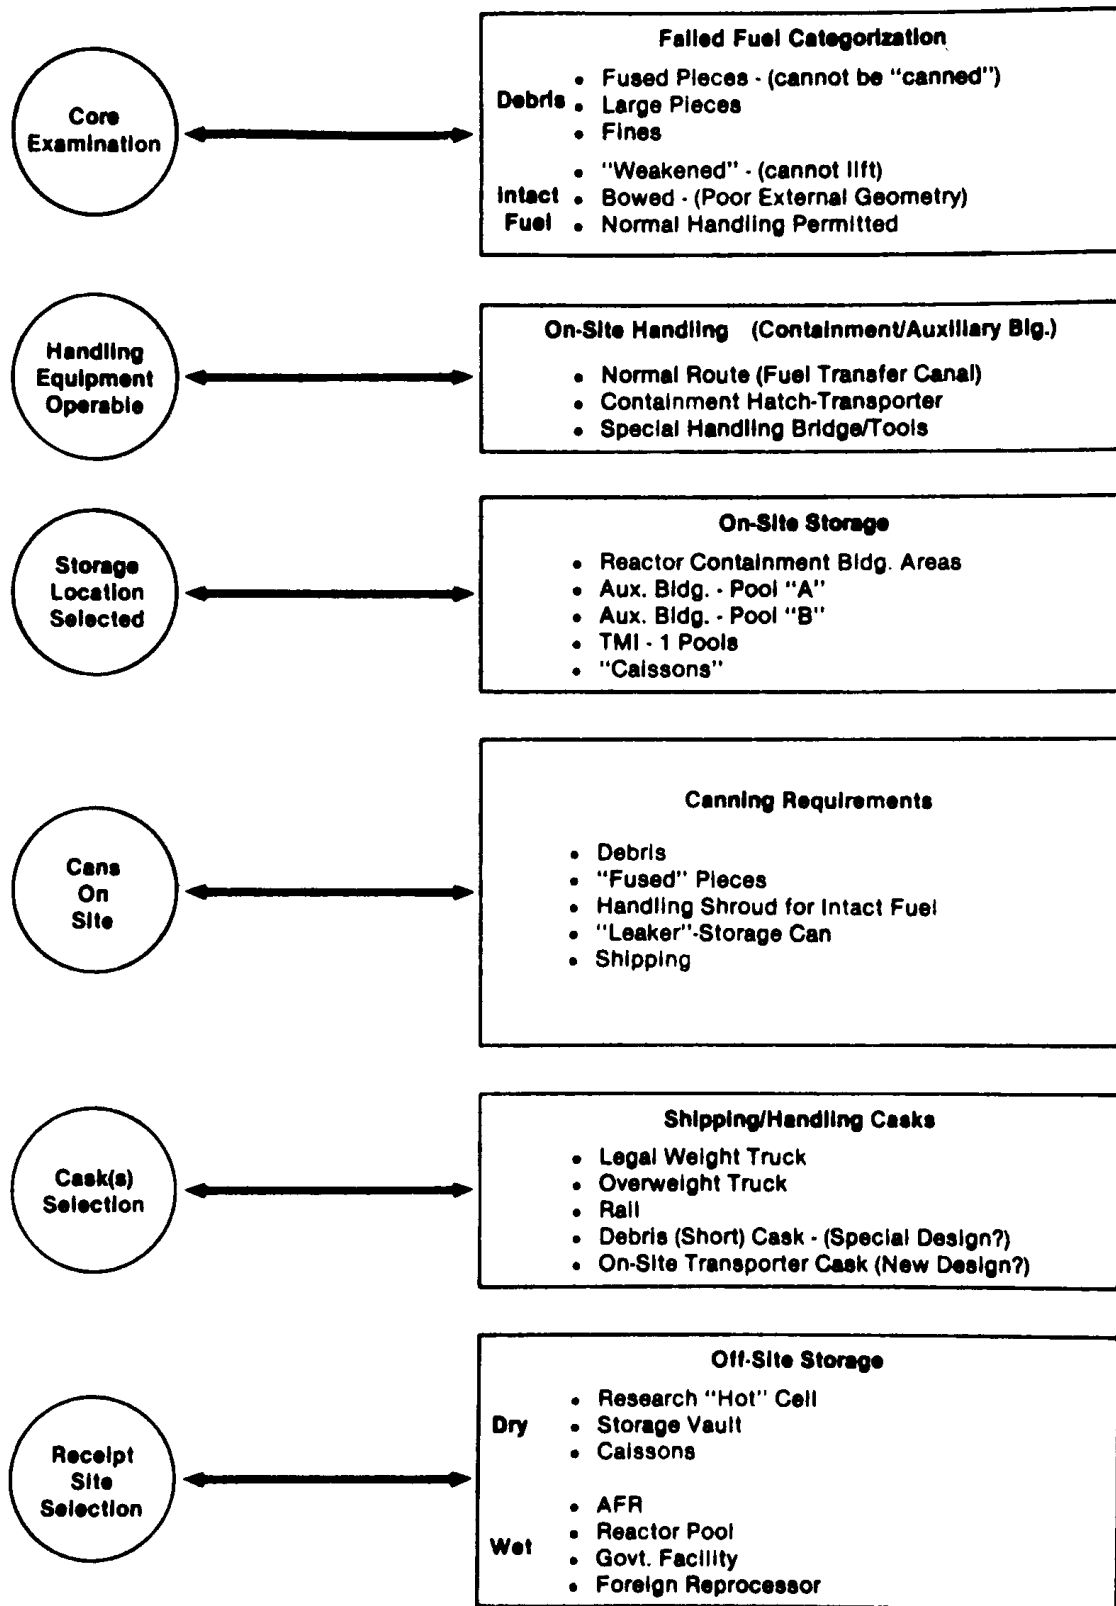 Core
Examination
Failed Fuel Categorization
Debris
• Fused Pieces - (cannot be "canned")
• Large Pieces
• Fines
Intact
Fuel
• "Weakened" - (cannot lift)
• Bowed - (Poor External Geometry)
• Normal Handling Permitted
Handling
Equipment
Operable
On-Site Handling (Containment/Auxiliary Blg.)
• Normal Route (Fuel Transfer Canal)
• Containment Hatch-Transporter
• Special Handling Bridge/Tools
Storage
Location
Selected
On-Site Storage
• Reactor Containment Bldg. Areas
• Aux. Bldg. - Pool "A"
• Aux. Bldg. - Pool "B"
• TMI - 1 Pools
• "Caissons"
Cans
On
Site
Canning Requirements
• Debris
• "Fused" Pieces
• Handling Shroud for Intact Fuel
• "Leaker"-Storage Can
• Shipping
Cask(s)
Selection
Shipping/Handling Casks
• Legal Weight Truck
• Overweight Truck
• Rail
• Debris (Short) Cask - (Special Design?)
• On-Site Transporter Cask (New Design?)
Receipt
Site
Selection
Off-Site Storage
Dry
• Research "Hot" Cell
• Storage Vault
• Caissons
Wet
• AFR
• Reactor Pool
• Govt. Facility
• Foreign Reprocessor